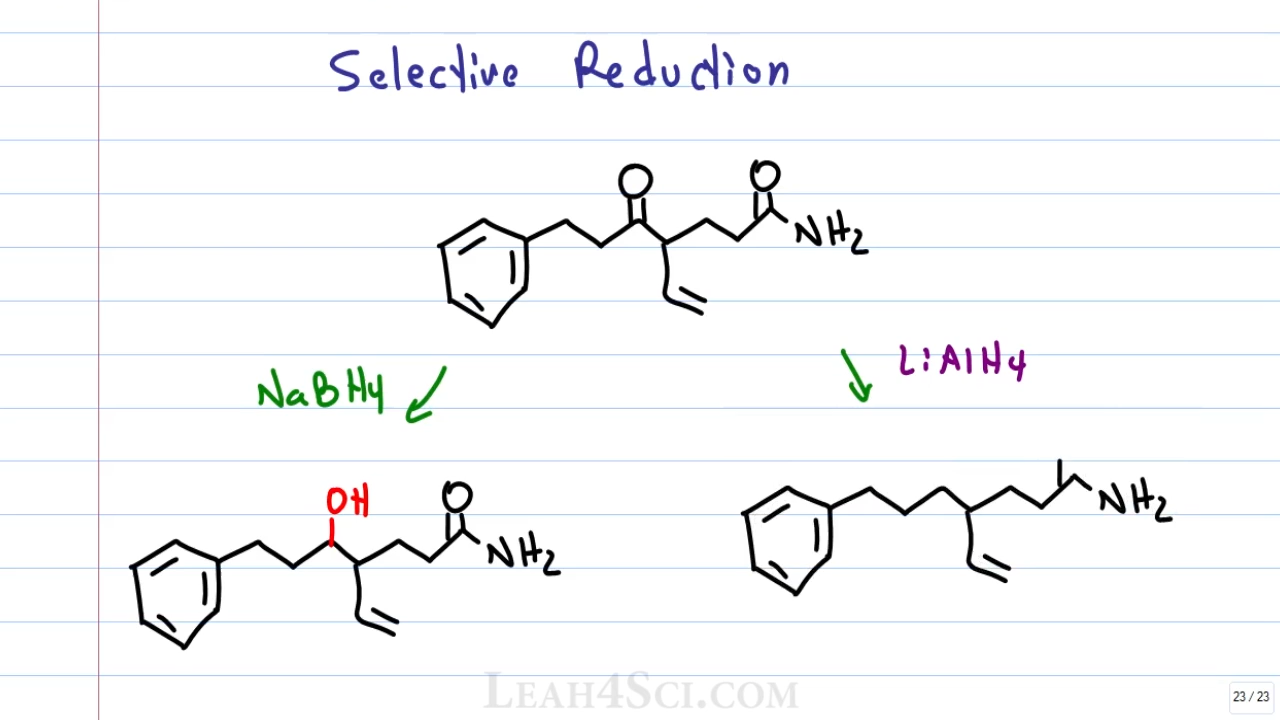 Selective Reduction
O
O
NH2
NaBH4
LiAlH4
OH
O
NH2
NH2
LEAH4SCI.COM
23 / 23